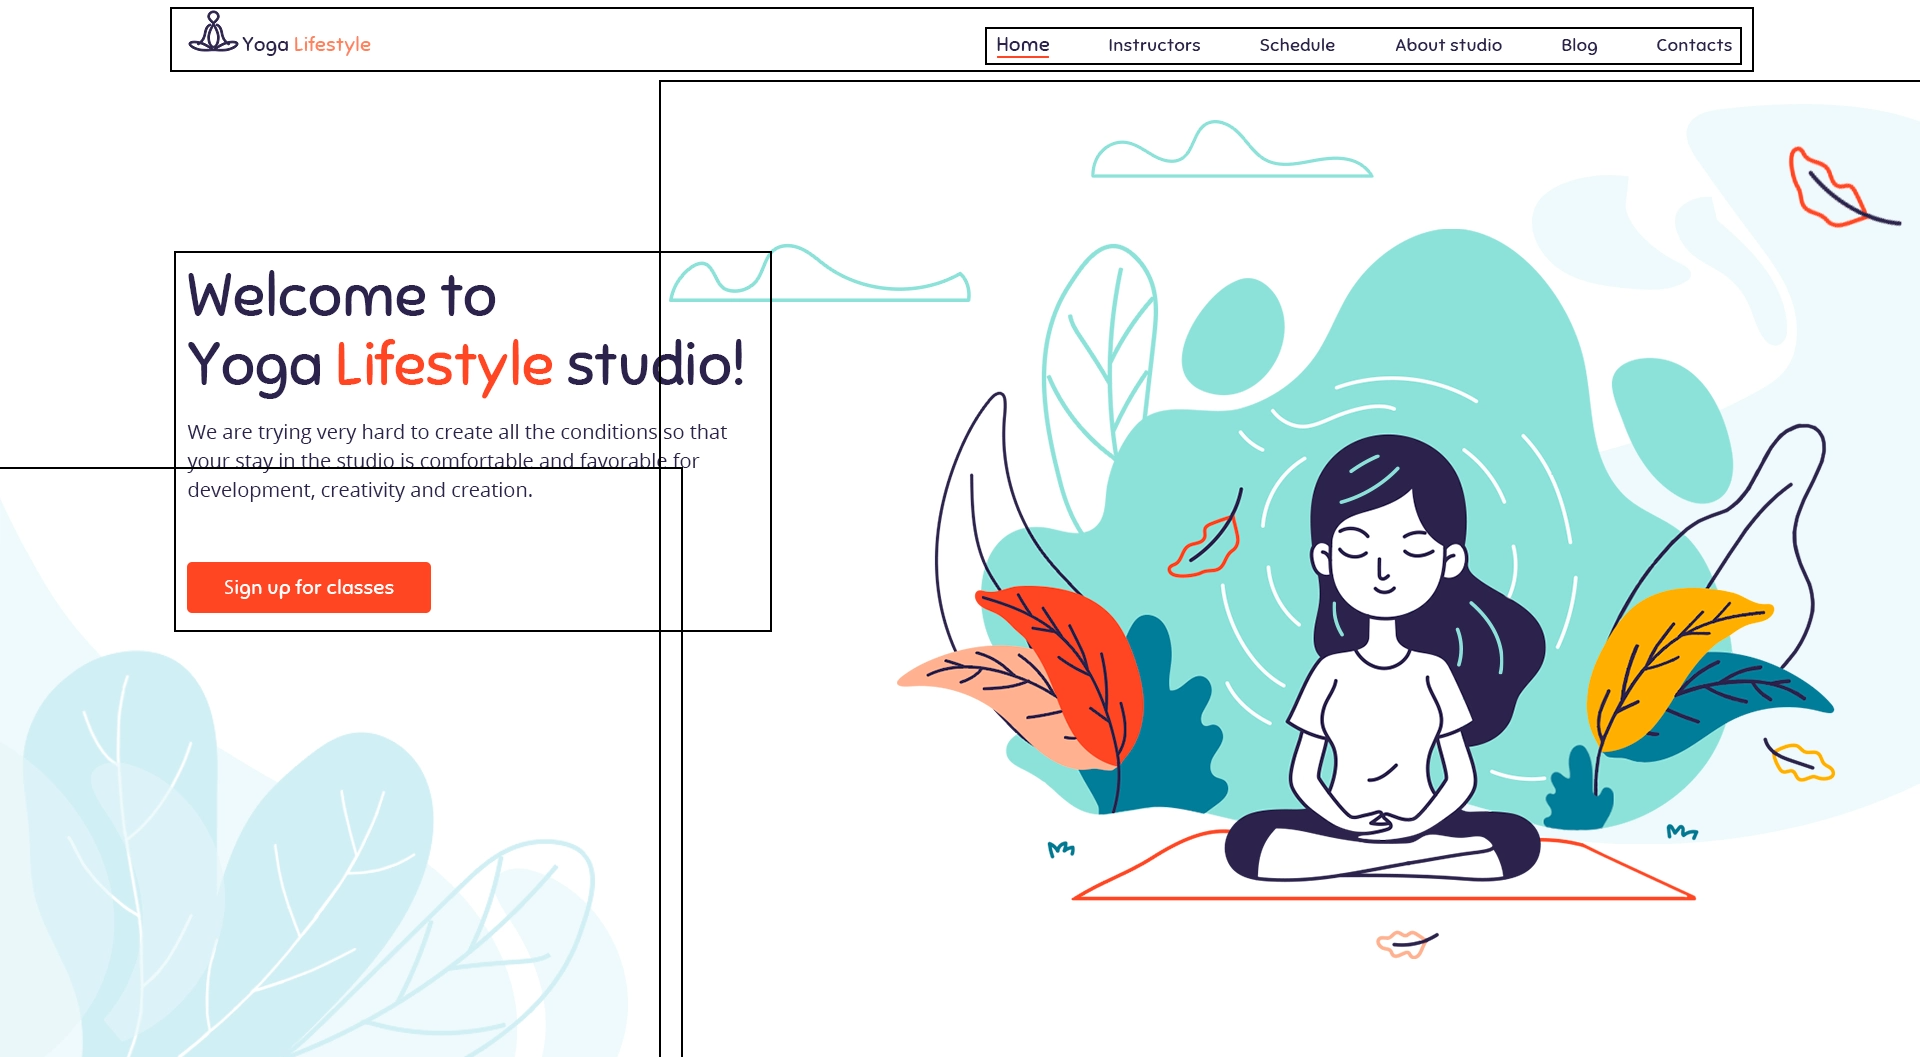 Yoga Lifestyle
Home Instructors Schedule About studio Blog Contacts
Welcome to
Yoga Lifestyle studio!
We are trying very hard to create all the conditions so that
your stay in the studio is comfortable and favorable for
development, creativity and creation.
Sign up for classes